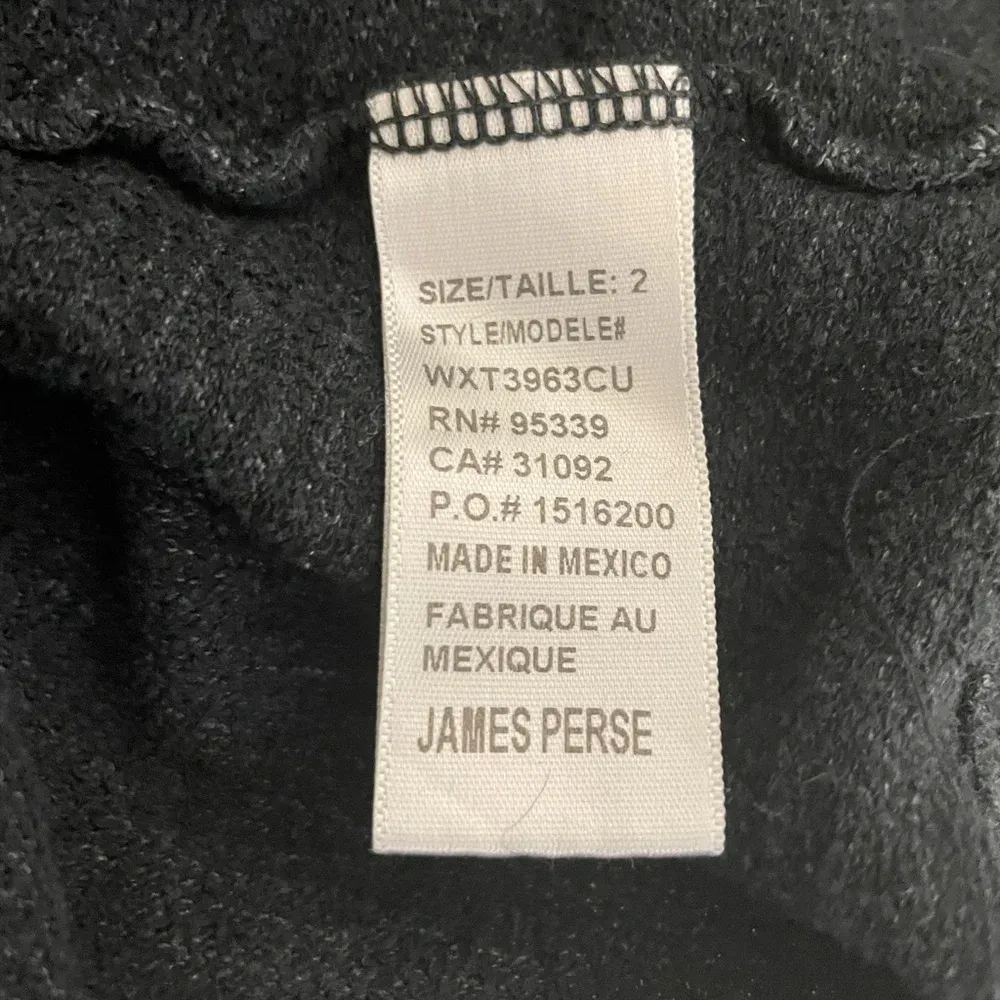 SIZE/TAILLE: 2
STYLE/MODELE#
WXT3963CU
RN# 95339
CA# 31092
P.O.# 1516200
MADE IN MEXICO
FABRIQUE AU
MEXIQUE
JAMES PERSE